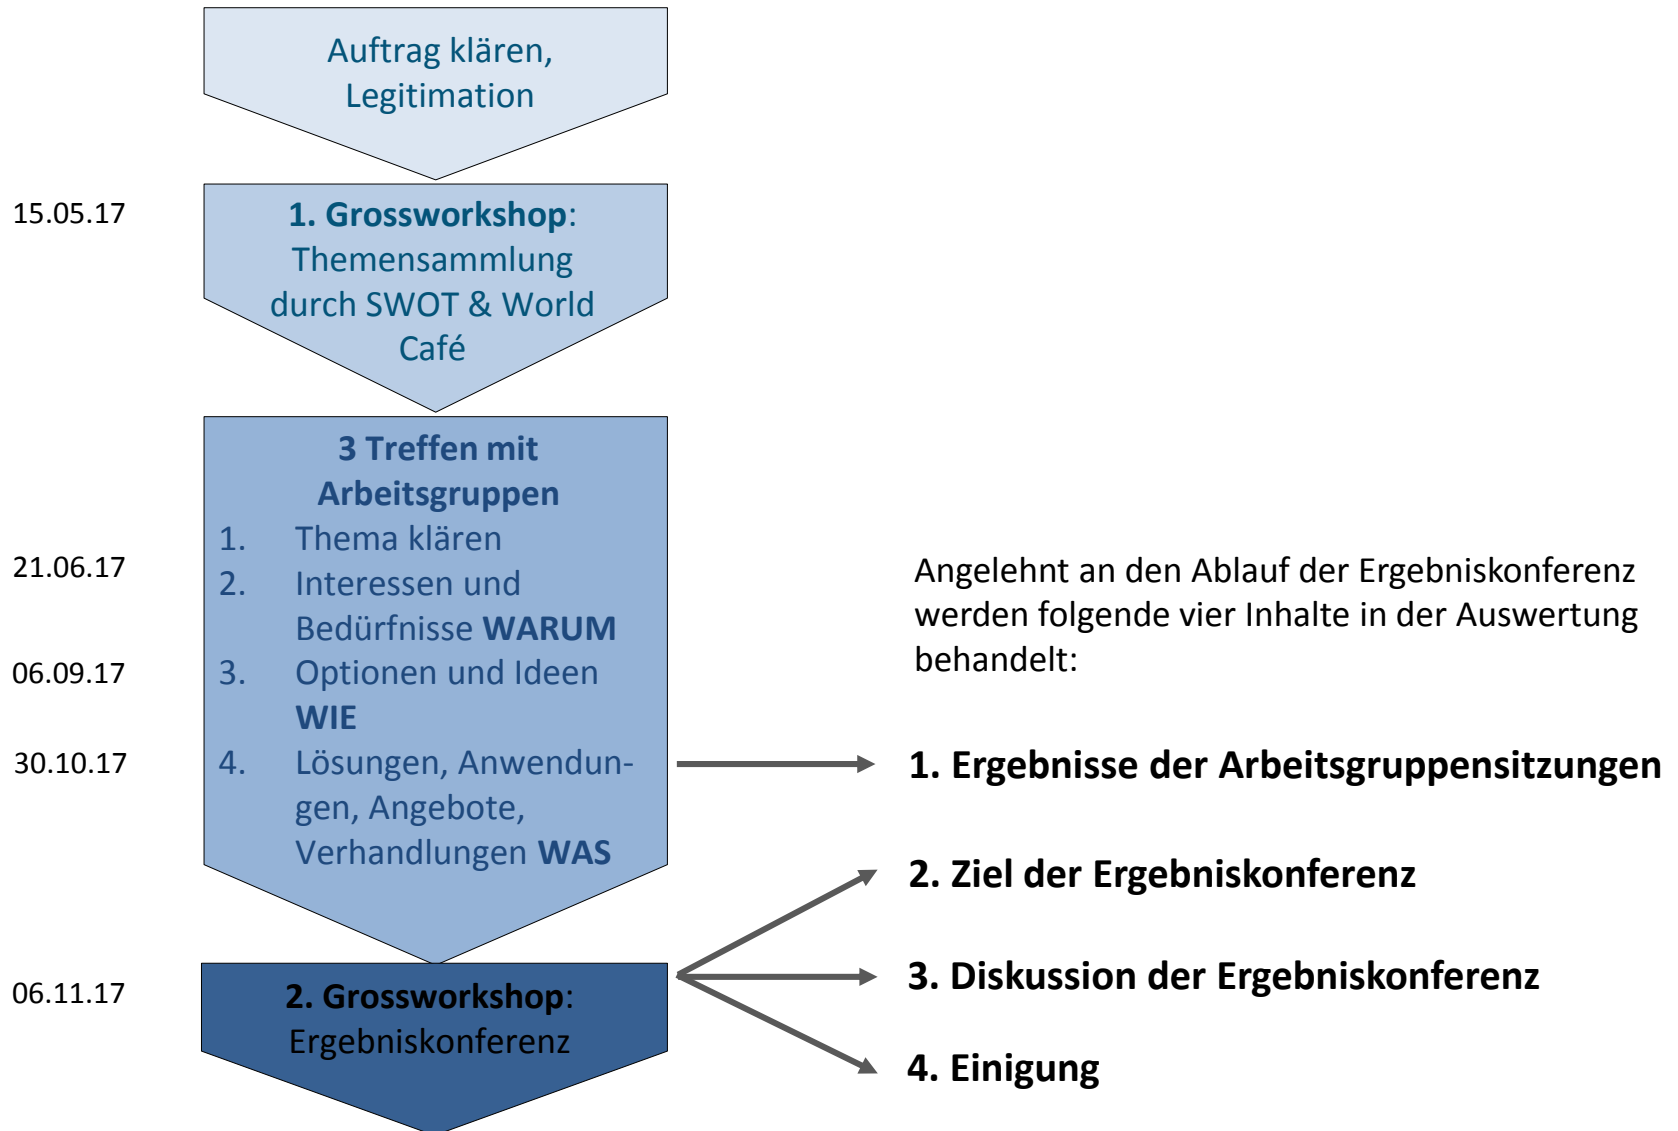 Auftrag klären,
Legitimation
15.05.17
1. Grossworkshop:
Themensammlung
durch SWOT & World
Café
3 Treffen mit
Arbeitsgruppen
1. Thema klären
21.06.17
2. Interessen und
Bedürfnisse WARUM
06.09.17
3. Optionen und Ideen
WIE
30.10.17
4. Lösungen, Anwendun-
gen, Angebote,
Verhandlungen WAS
06.11.17
2. Grossworkshop:
Ergebniskonferenz
Angelehnt an den Ablauf der Ergebniskonferenz
werden folgende vier Inhalte in der Auswertung
behandelt:
1. Ergebnisse der Arbeitsgruppensitzungen
2. Ziel der Ergebniskonferenz
3. Diskussion der Ergebniskonferenz
4. Einigung